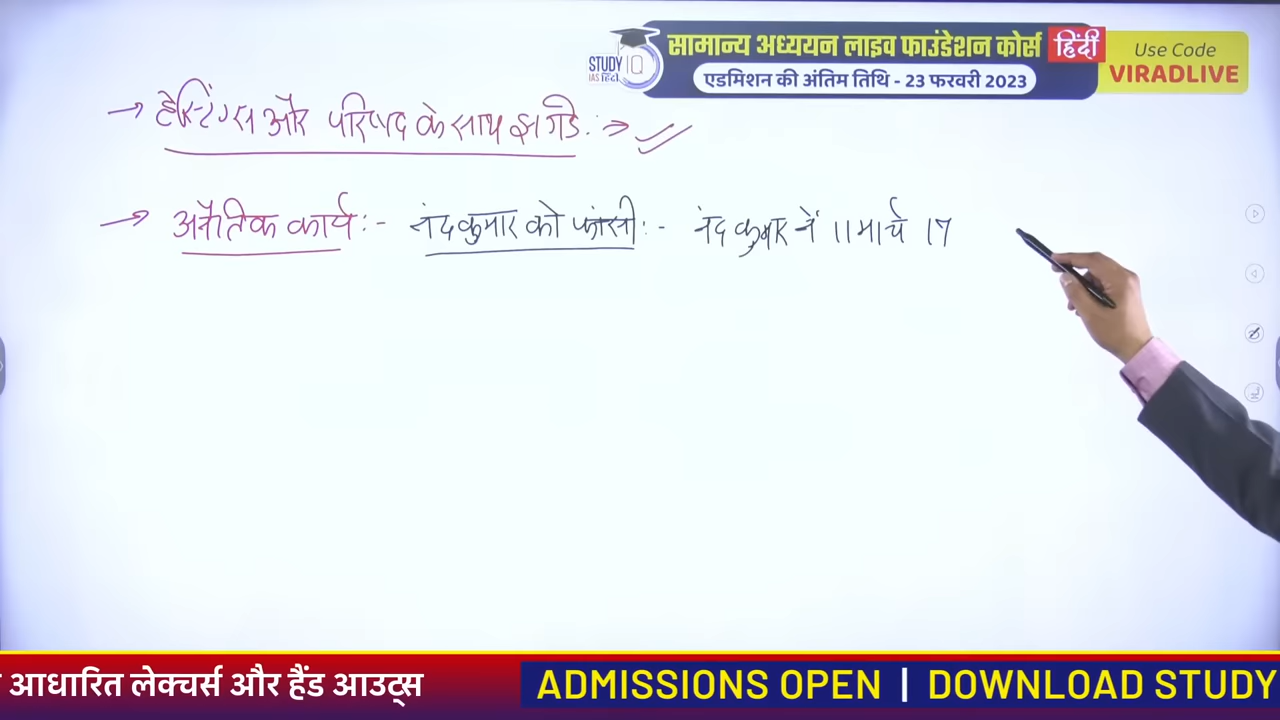 STUDY IQ
IAS हिंदी
सामान्य अध्ययन लाइव फाउंडेशन कोर्स हिंदी
एडमिशन की अंतिम तिथि - 23 फरवरी 2023
Use Code
VIRADLIVE
→ हेस्टिंग्स और परिषद के साथ झगडे :⇒
→ अनैतिक कार्य :- नंदकुमार को फांसी :- नंद कुमार नें 11 मार्च 17
आधारित लेक्चर्स और हैंड आउट्स ADMISSIONS OPEN | DOWNLOAD STUDY